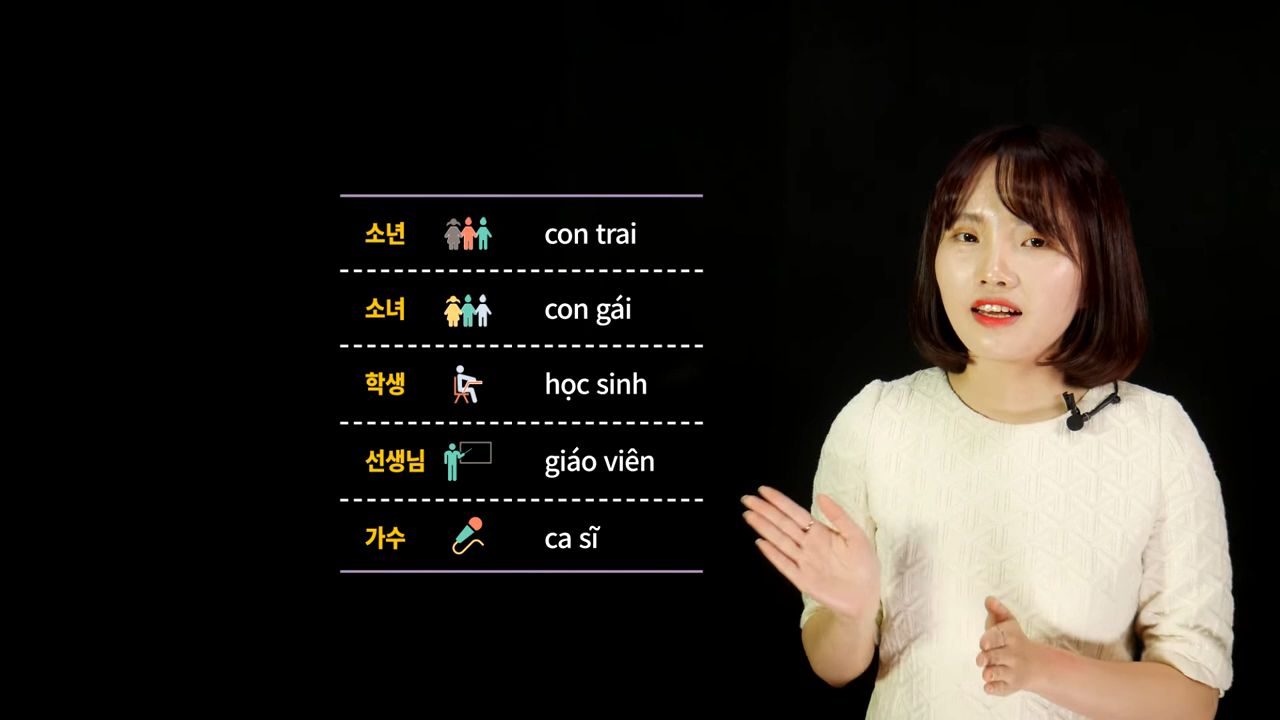 소년 con trai
소녀 con gái
학생 học sinh
선생님 giáo viên
가수 ca sĩ